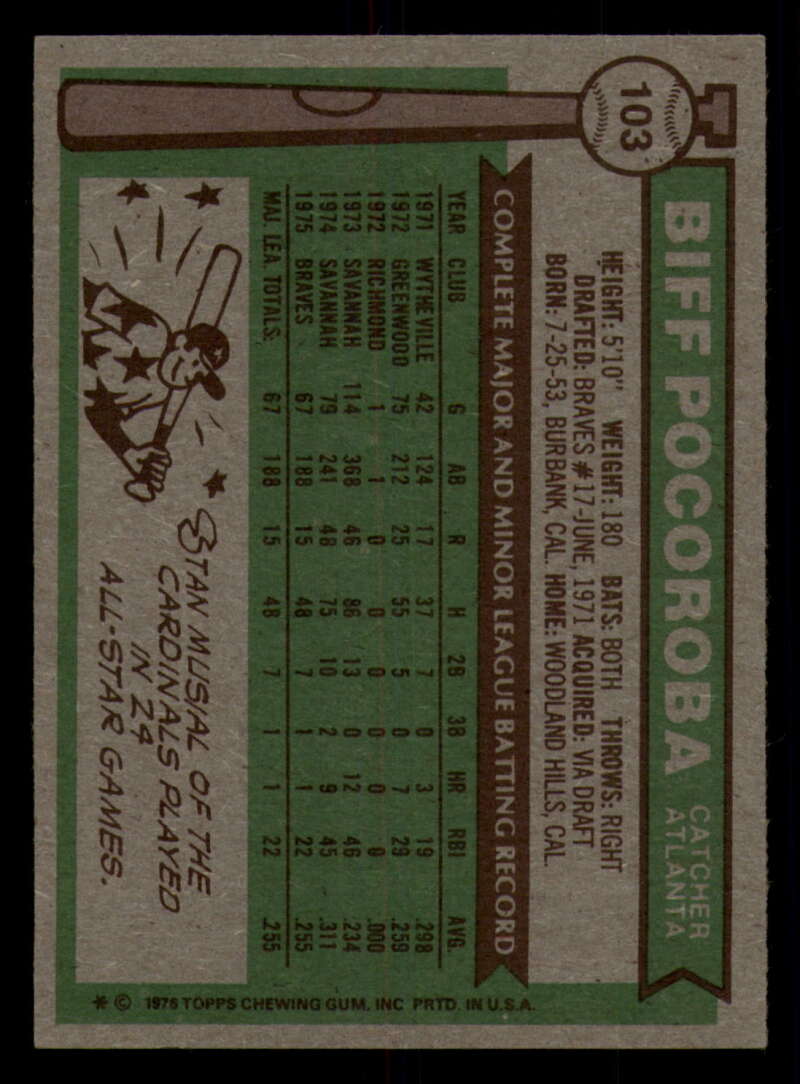 103
BIFF POCOROBA
CATCHER
ATLANTA
HEIGHT: 5'10" WEIGHT: 180 BATS: BOTH THROWS: RIGHT
DRAFTED: BRAVES #17-JUNE, 1971 ACQUIRED: VIA DRAFT
BORN: 7-25-53, BURBANK, CAL. HOME: WOODLAND HILLS, CAL.
COMPLETE MAJOR AND MINOR LEAGUE BATTING RECORD
YEAR CLUB G AB R H 2B 3B HR RBI AVG.
1971 WYTHEVILLE 42 124 17 37 7 0 3 19 .298
1972 GREENWOOD 75 212 25 55 5 0 7 29 .259
1972 RICHMOND 1 1 0 0 0 0 0 0 .000
1973 SAVANNAH 114 368 46 86 13 0 12 46 .234
1974 SAVANNAH 79 241 48 75 10 2 9 45 .311
1975 BRAVES 67 188 15 48 7 1 1 22 .255
MAJ. LEA. TOTALS: 67 188 15 48 7 1 1 22 .255
STAN MUSIAL OF THE
CARDINALS PLAYED
IN 24
ALL-STAR GAMES.
* © 1976 TOPPS CHEWING GUM, INC PRTD. IN U.S.A.